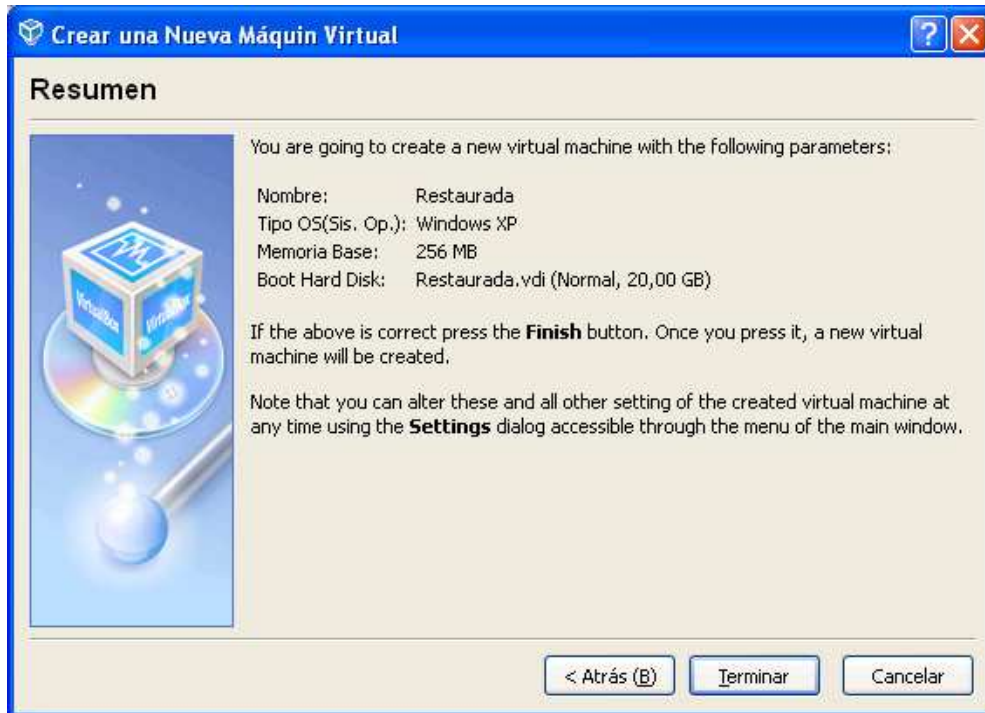 Crear una Nueva Máquin Virtual
Resumen
You are going to create a new virtual machine with the following parameters:
Nombre: Restaurada
Tipo OS(Sis. Op.): Windows XP
Memoria Base: 256 MB
Boot Hard Disk: Restaurada.vdi (Normal, 20,00 GB)
If the above is correct press the Finish button. Once you press it, a new virtual
machine will be created.
Note that you can alter these and all other setting of the created virtual machine at
any time using the Settings dialog accessible through the menu of the main window.
VirtualBox VirtualBox
< Atrás (B) Terminar Cancelar